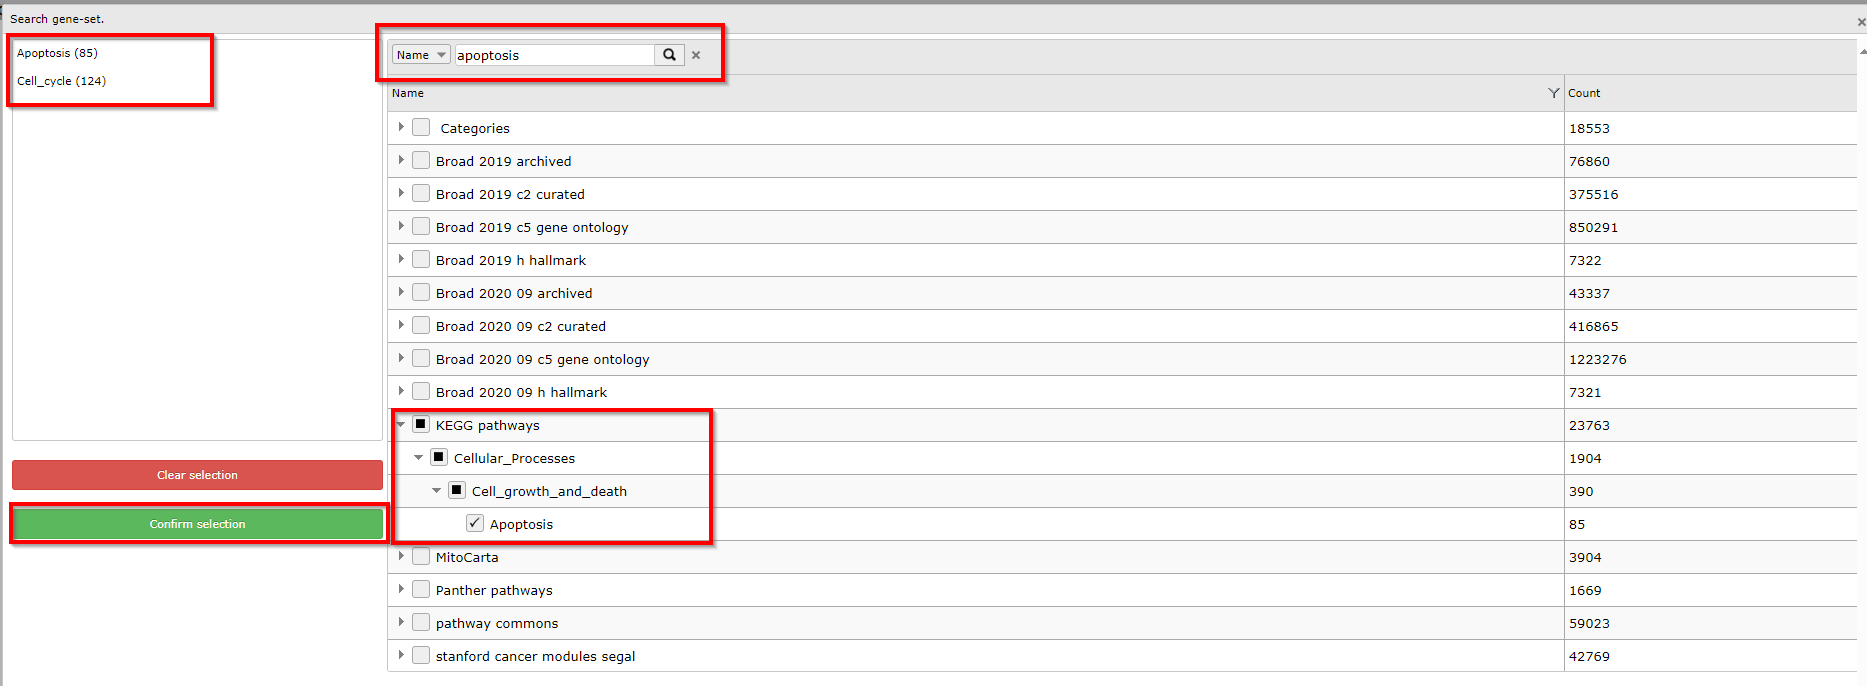 Search gene-set.
Apoptosis (85)
Cell_cycle (124)
Clear selection
Confirm selection
Name apoptosis
Name Count
Categories 18553
Broad 2019 archived 76860
Broad 2019 c2 curated 375516
Broad 2019 c5 gene ontology 850291
Broad 2019 h hallmark 7322
Broad 2020 09 archived 43337
Broad 2020 09 c2 curated 416865
Broad 2020 09 c5 gene ontology 1223276
Broad 2020 09 h hallmark 7321
KEGG pathways 23763
Cellular_Processes 1904
Cell_growth_and_death 390
Apoptosis 85
MitoCarta 3904
Panther pathways 1669
pathway commons 59023
stanford cancer modules segal 42769